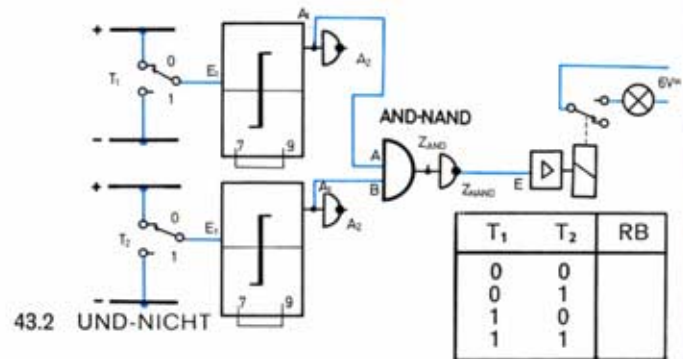 A₁
A₂
+
0
T₁
1
E₁
−
7 9
AND-NAND
A
B
Z_AND
Z_NAND
E
6V≅
+
0
T₂
1
E₁
−
7 9
A₁
A₂
T₁ T₂ RB
0 0
0 1
1 0
1 1
43.2 UND-NICHT